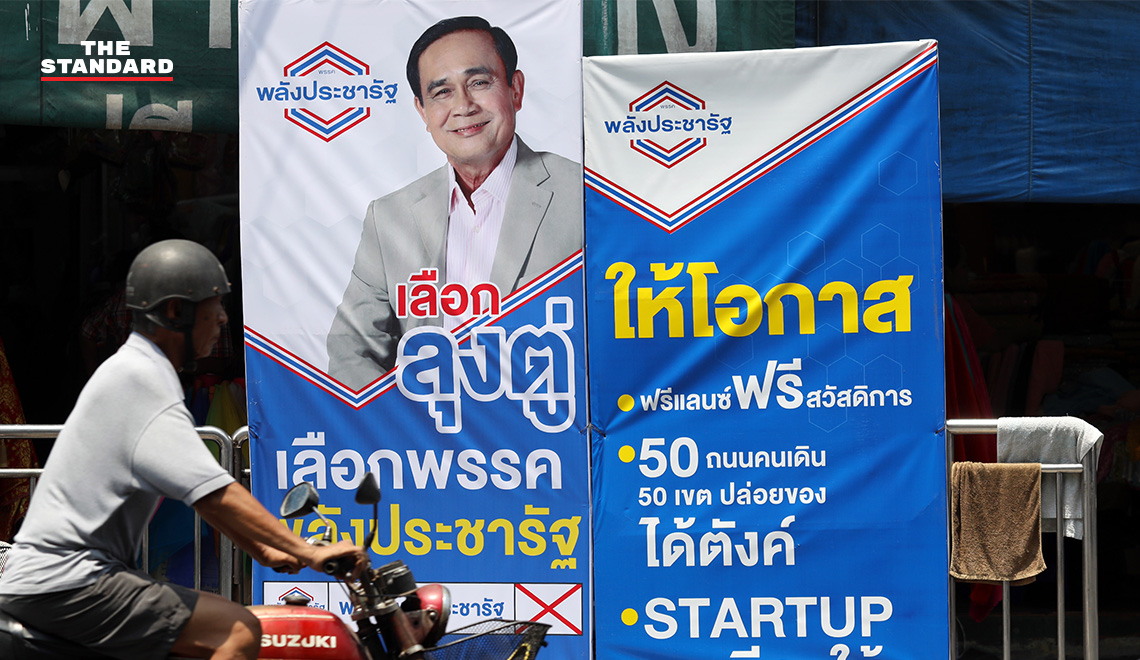 THE
STANDARD
พรรค
พลังประชารัฐ
เลือก
ลุงตู่
เลือกพรรค
พลังประชารัฐ
SUZUKI
พรรค
พลังประชารัฐ
ให้โอกาส
• ฟรีแลนซ์ฟรีสวัสดิการ
• 50 ถนนคนเดิน
50 เขต ปล่อยของ
ได้ตังค์
• STARTUP